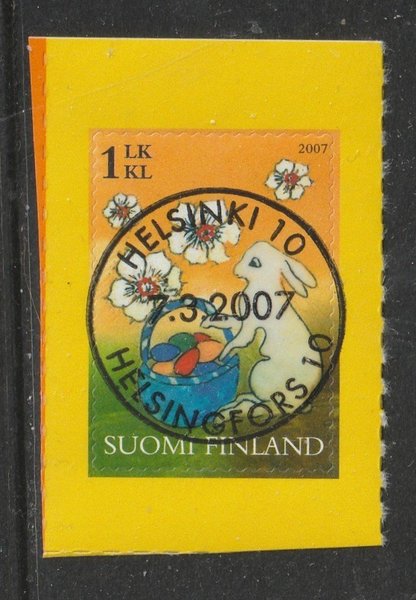 1 LK
KL
2007
HELSINKI 10
7.3.2007
HELSINGFORS 10
SUOMI FINLAND